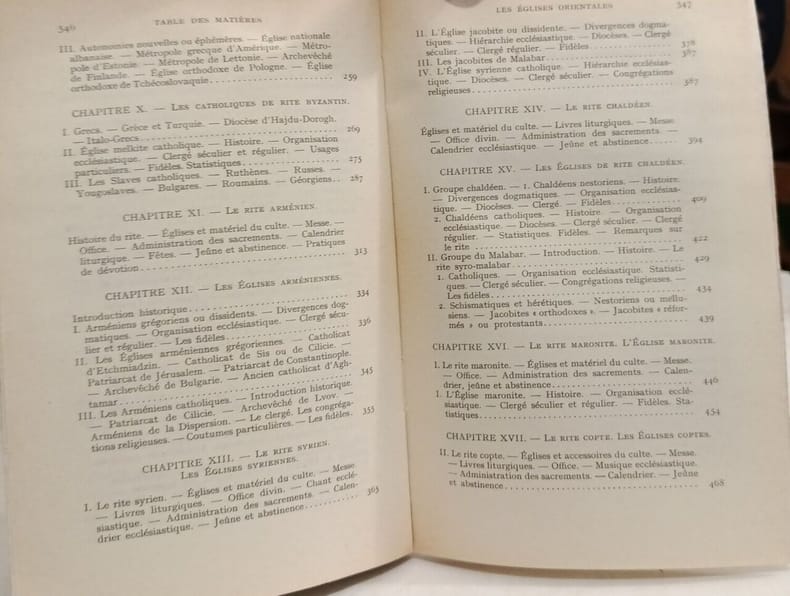 346
TABLE DES MATIÈRES
III. Autonomies nouvelles ou éphémères. — Église nationale
albanaise. — Métropole grecque d'Amérique. — Métro-
pole d'Estonie. — Métropole de Lettonie. — Archevêché
de Finlande. — Église orthodoxe de Pologne. — Église
orthodoxe de Tchécoslovaquie. 259
CHAPITRE X. — LES CATHOLIQUES DE RITE BYZANTIN.
I. Grecs. — Grèce et Turquie. — Diocèse d'Hajdu-Dorogh.
— Italo-Grecs. 269
II. Église melkite catholique. — Histoire. — Organisation
ecclésiastique. — Clergé séculier et régulier. — Usages
particuliers. — Fidèles. Statistiques. 275
III. Les Slaves catholiques. — Ruthènes. — Russes. —
Yougoslaves. — Bulgares. — Roumains. — Géorgiens.. 287
CHAPITRE XI. — LE RITE ARMÉNIEN.
Histoire du rite. — Églises et matériel du culte. — Messe. —
Office. — Administration des sacrements. — Calendrier
liturgique. — Fêtes. — Jeûne et abstinence. — Pratiques
de dévotion. 313
CHAPITRE XII. — LES ÉGLISES ARMÉNIENNES.
Introduction historique. 334
I. Arméniens grégoriens ou dissidents. — Divergences dog-
matiques. — Organisation ecclésiastique. — Clergé sécu-
lier et régulier. — Les fidèles. 336
II. Les Églises arméniennes grégoriennes. — Catholicat
d'Etchmiadzin. — Catholicat de Sis ou de Cilicie. —
Patriarcat de Jérusalem. — Patriarcat de Constantinople.
— Archevêché de Bulgarie. — Ancien catholicat d'Agh-
tamar. 345
III. Les Arméniens catholiques. — Introduction historique.
— Patriarcat de Cilicie. — Archevêché de Lvov. —
Arméniens de la Dispersion. — Le clergé. Les congréga-
tions religieuses. — Coutumes particulières. — Les fidèles. 355
CHAPITRE XIII. — LE RITE SYRIEN.
LES ÉGLISES SYRIENNES.
I. Le rite syrien. — Églises et matériel du culte. — Messe
— Livres liturgiques. — Office divin. — Chant ecclé-
siastique. — Administration des sacrements. — Calen-
drier ecclésiastique. — Jeûne et abstinence. 365
LES ÉGLISES ORIENTALES
347
II. L'Église jacobite ou dissidente. — Divergences dogma-
tiques. — Hiérarchie ecclésiastique. — Diocèses. — Clergé
séculier. — Clergé régulier. — Fidèles. 378
III. Les jacobites de Malabar. 387
IV. L'Église syrienne catholique. — Hiérarchie ecclésias-
tique. — Diocèses. — Clergé séculier. — Congrégations
religieuses. 387
CHAPITRE XIV. — LE RITE CHALDÉEN.
Églises et matériel du culte. — Livres liturgiques. — Messe.
— Office divin. — Administration des sacrements. —
Calendrier ecclésiastique. — Jeûne et abstinence. 394
CHAPITRE XV. — LES ÉGLISES DE RITE CHALDÉEN.
I. Groupe chaldéen. — 1. Chaldéens nestoriens. — Histoire.
— Divergences dogmatiques. — Organisation ecclésias-
tique. — Diocèses. — Clergé. — Fidèles. 409
2. Chaldéens catholiques. — Histoire. — Organisation
ecclésiastique. — Diocèses. — Clergé séculier. — Clergé
régulier. — Statistiques. Fidèles. — Remarques sur
le rite 422
II. Groupe du Malabar. — Introduction. — Histoire. — Le
rite syro-malabar. 429
1. Catholiques. — Organisation ecclésiastique. Statisti-
ques. — Clergé séculier. — Congrégations religieuses. —
Les fidèles. 434
2. Schismatiques et hérétiques. — Nestoriens ou mellu-
siens. — Jacobites « orthodoxes ». — Jacobites « réfor-
més » ou protestants. 439
CHAPITRE XVI. — LE RITE MARONITE. L'ÉGLISE MARONITE.
I. Le rite maronite. — Églises et matériel du culte. — Messe.
— Office. — Administration des sacrements. — Calen-
drier, jeûne et abstinence. 446
I. L'Église maronite. — Histoire. — Organisation ecclé-
siastique. — Clergé séculier et régulier. — Fidèles. Sta-
tistiques. 454
CHAPITRE XVII. — LE RITE COPTE. LES ÉGLISES COPTES.
II. Le rite copte. — Églises et accessoires du culte. — Messe.
— Livres liturgiques. — Office. — Musique ecclésiastique.
— Administration des sacrements. — Calendrier. — Jeûne
et abstinence. 468